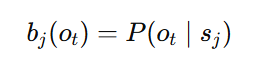 b_j(o_t) = P(o_t | s_j)